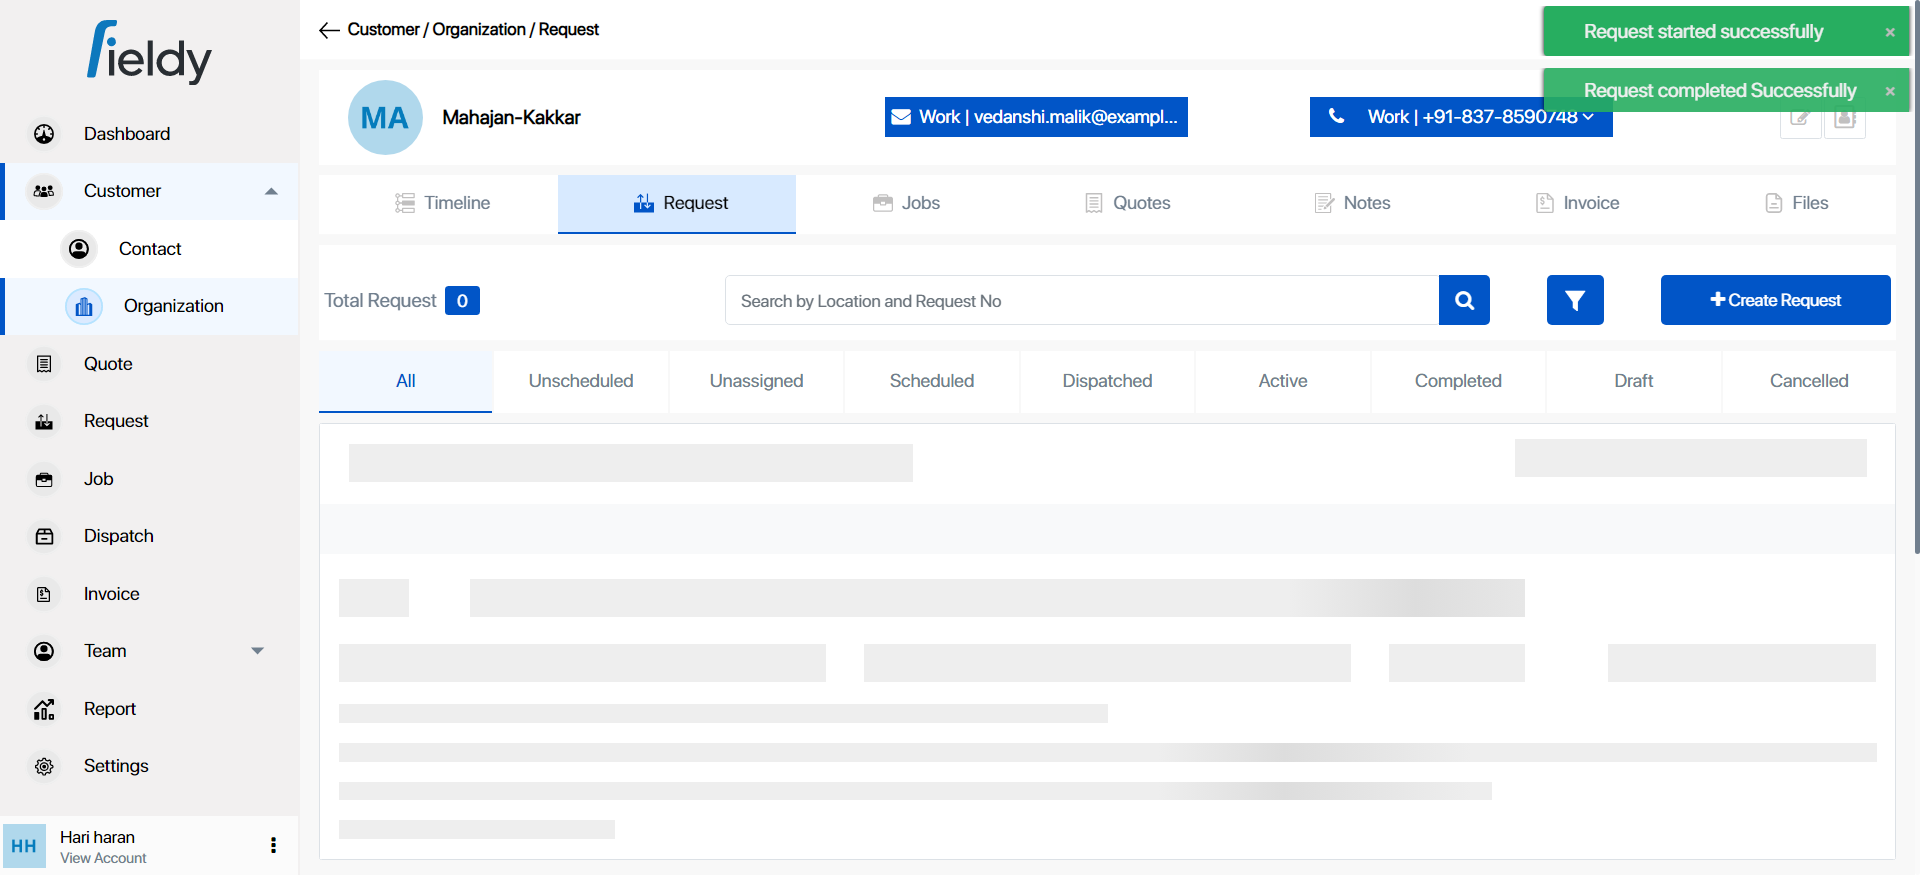 fieldy
Dashboard
Customer
Contact
Organization
Quote
Request
Job
Dispatch
Invoice
Team
Report
Settings
HH
Hari haran
View Account
Customer / Organization / Request
Request started successfully ×
Request completed Successfully ×
MA
Mahajan-Kakkar
Work | vedanshi.malik@exampl...
Work | +91-837-8590748
Timeline
Request
Jobs
Quotes
Notes
Invoice
Files
Total Request 0
Search by Location and Request No
+Create Request
All
Unscheduled
Unassigned
Scheduled
Dispatched
Active
Completed
Draft
Cancelled